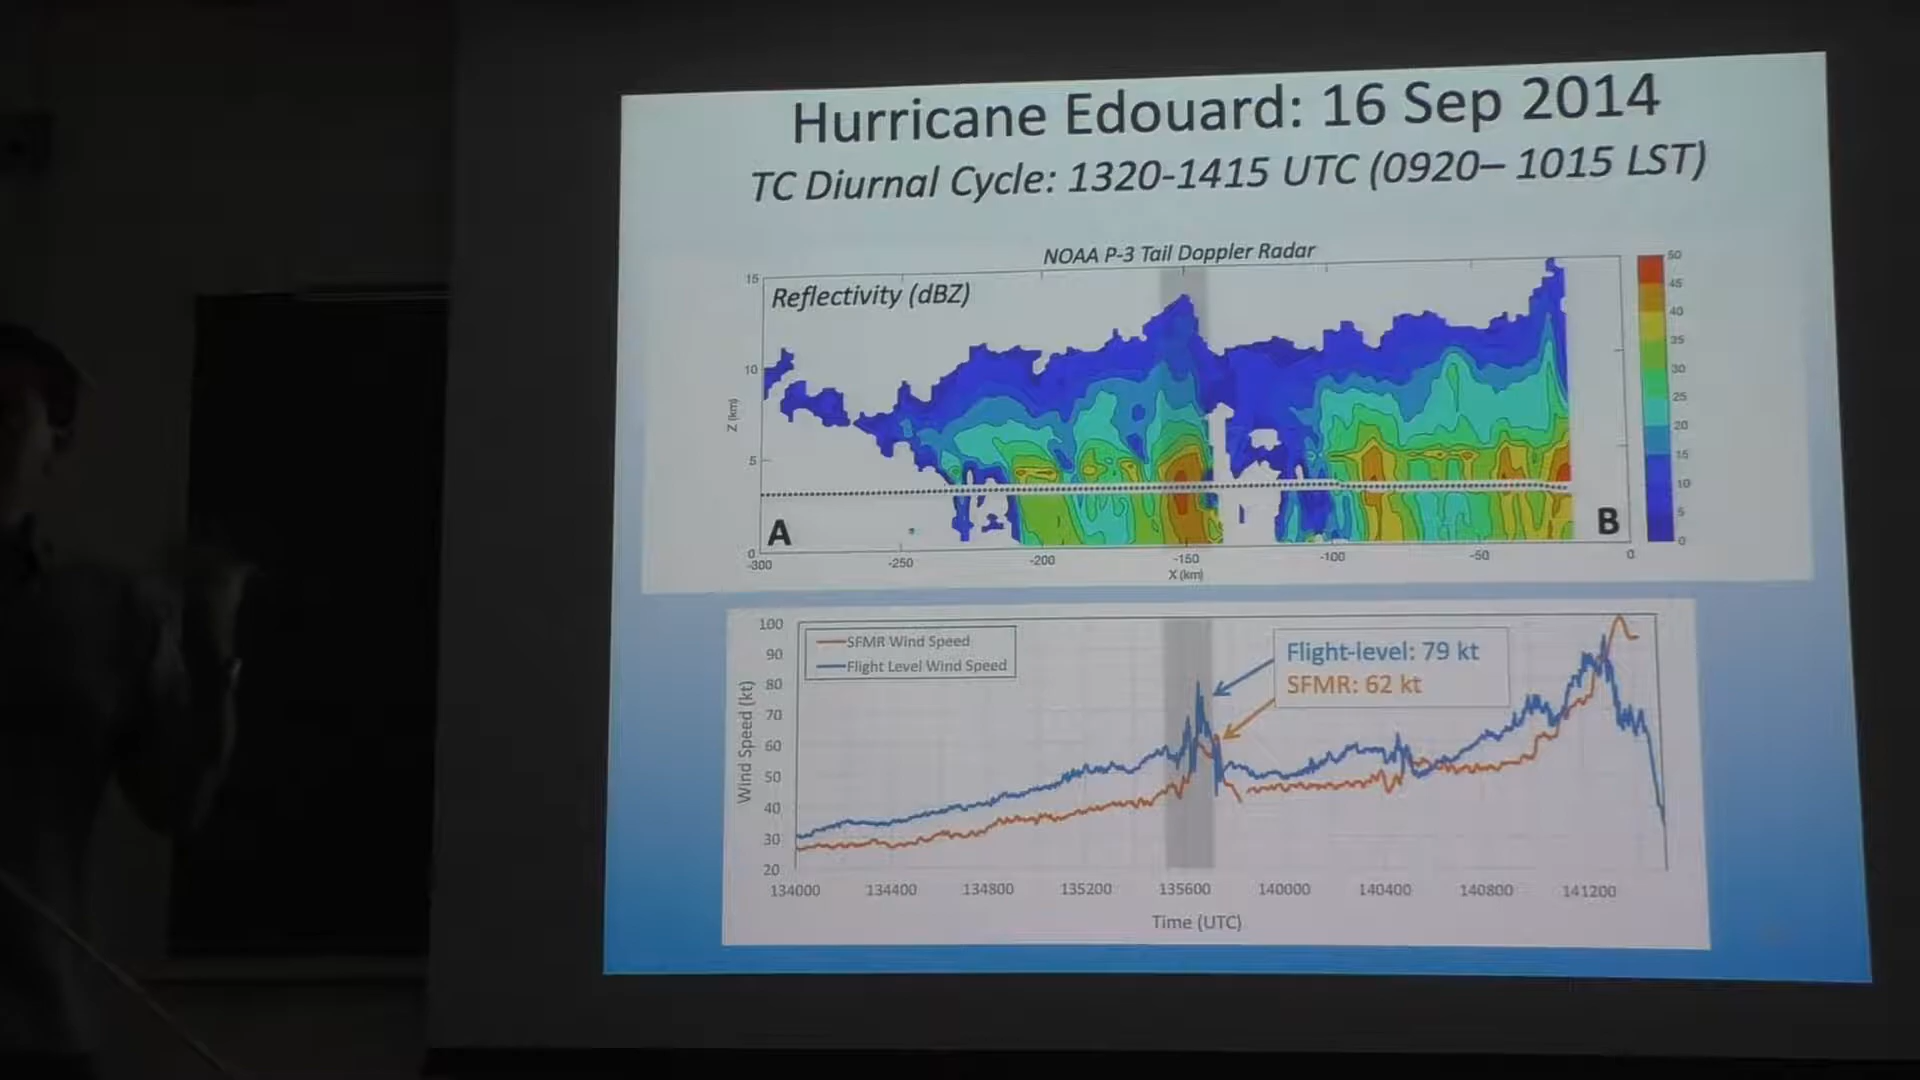 Hurricane Edouard: 16 Sep 2014
TC Diurnal Cycle: 1320-1415 UTC (0920– 1015 LST)
NOAA P-3 Tail Doppler Radar
Reflectivity (dBZ)
15
10
5
0
Z (km)
A
B
-300
-250
-200
-150
-100
-50
0
X (km)
50
45
40
35
30
25
20
15
10
5
0
SFMR Wind Speed
Flight Level Wind Speed
Flight-level: 79 kt
SFMR: 62 kt
Wind Speed (kt)
100
90
80
70
60
50
40
30
20
134000
134400
134800
135200
135600
140000
140400
140800
141200
Time (UTC)